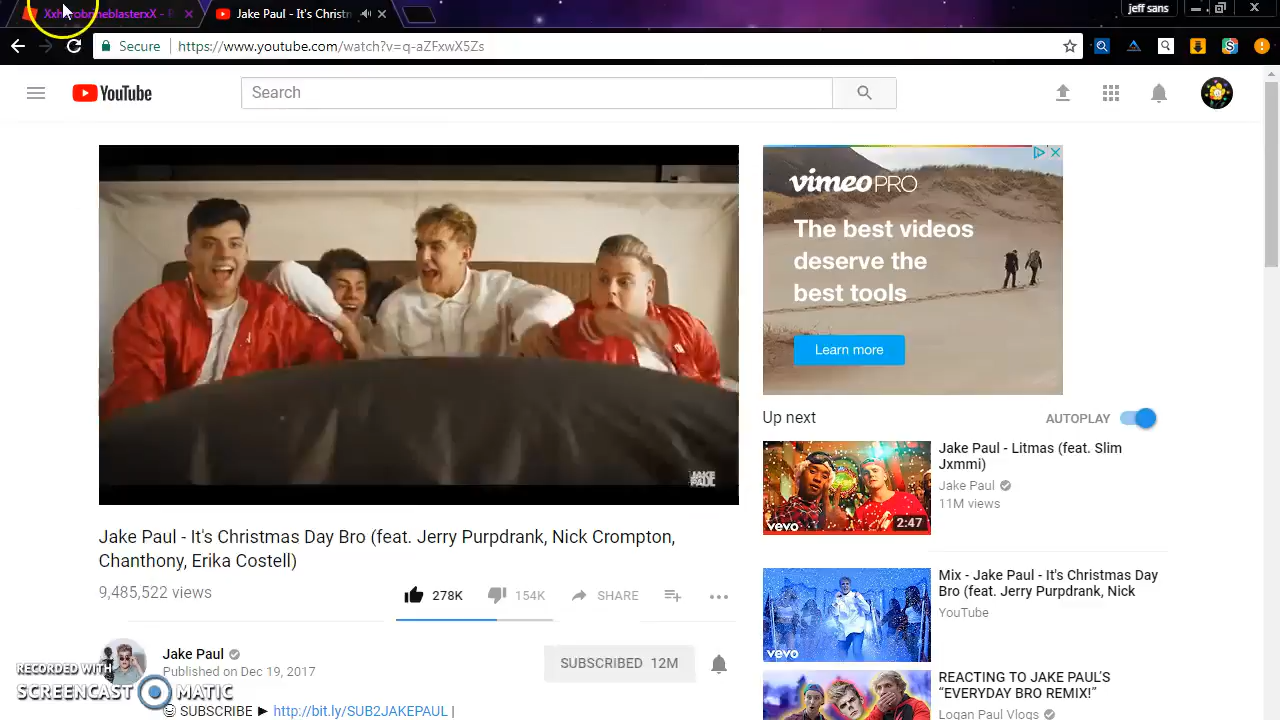 XxherobrineblasterxX -
Jake Paul - It's Christm
jeff sans
Secure
https://www.youtube.com/watch?v=q-aZFxwX5Zs
YouTube
Search
vimeo PRO
The best videos
deserve the
best tools
Learn more
JAKE
PAUL
Jake Paul - It's Christmas Day Bro (feat. Jerry Purpdrank, Nick Crompton,
Chanthony, Erika Costell)
9,485,522 views
278K
154K
SHARE
Jake Paul
Published on Dec 19, 2017
SUBSCRIBED 12M
SUBSCRIBE ► http://bit.ly/SUB2JAKEPAUL |
RECORDED WITH
SCREENCAST MATIC
Up next
AUTOPLAY
Jake Paul - Litmas (feat. Slim
Jxmmi)
Jake Paul
11M views
vevo
2:47
Mix - Jake Paul - It's Christmas Day
Bro (feat. Jerry Purpdrank, Nick
YouTube
vevo
REACTING TO JAKE PAUL'S
“EVERYDAY BRO REMIX!”
Logan Paul Vlogs